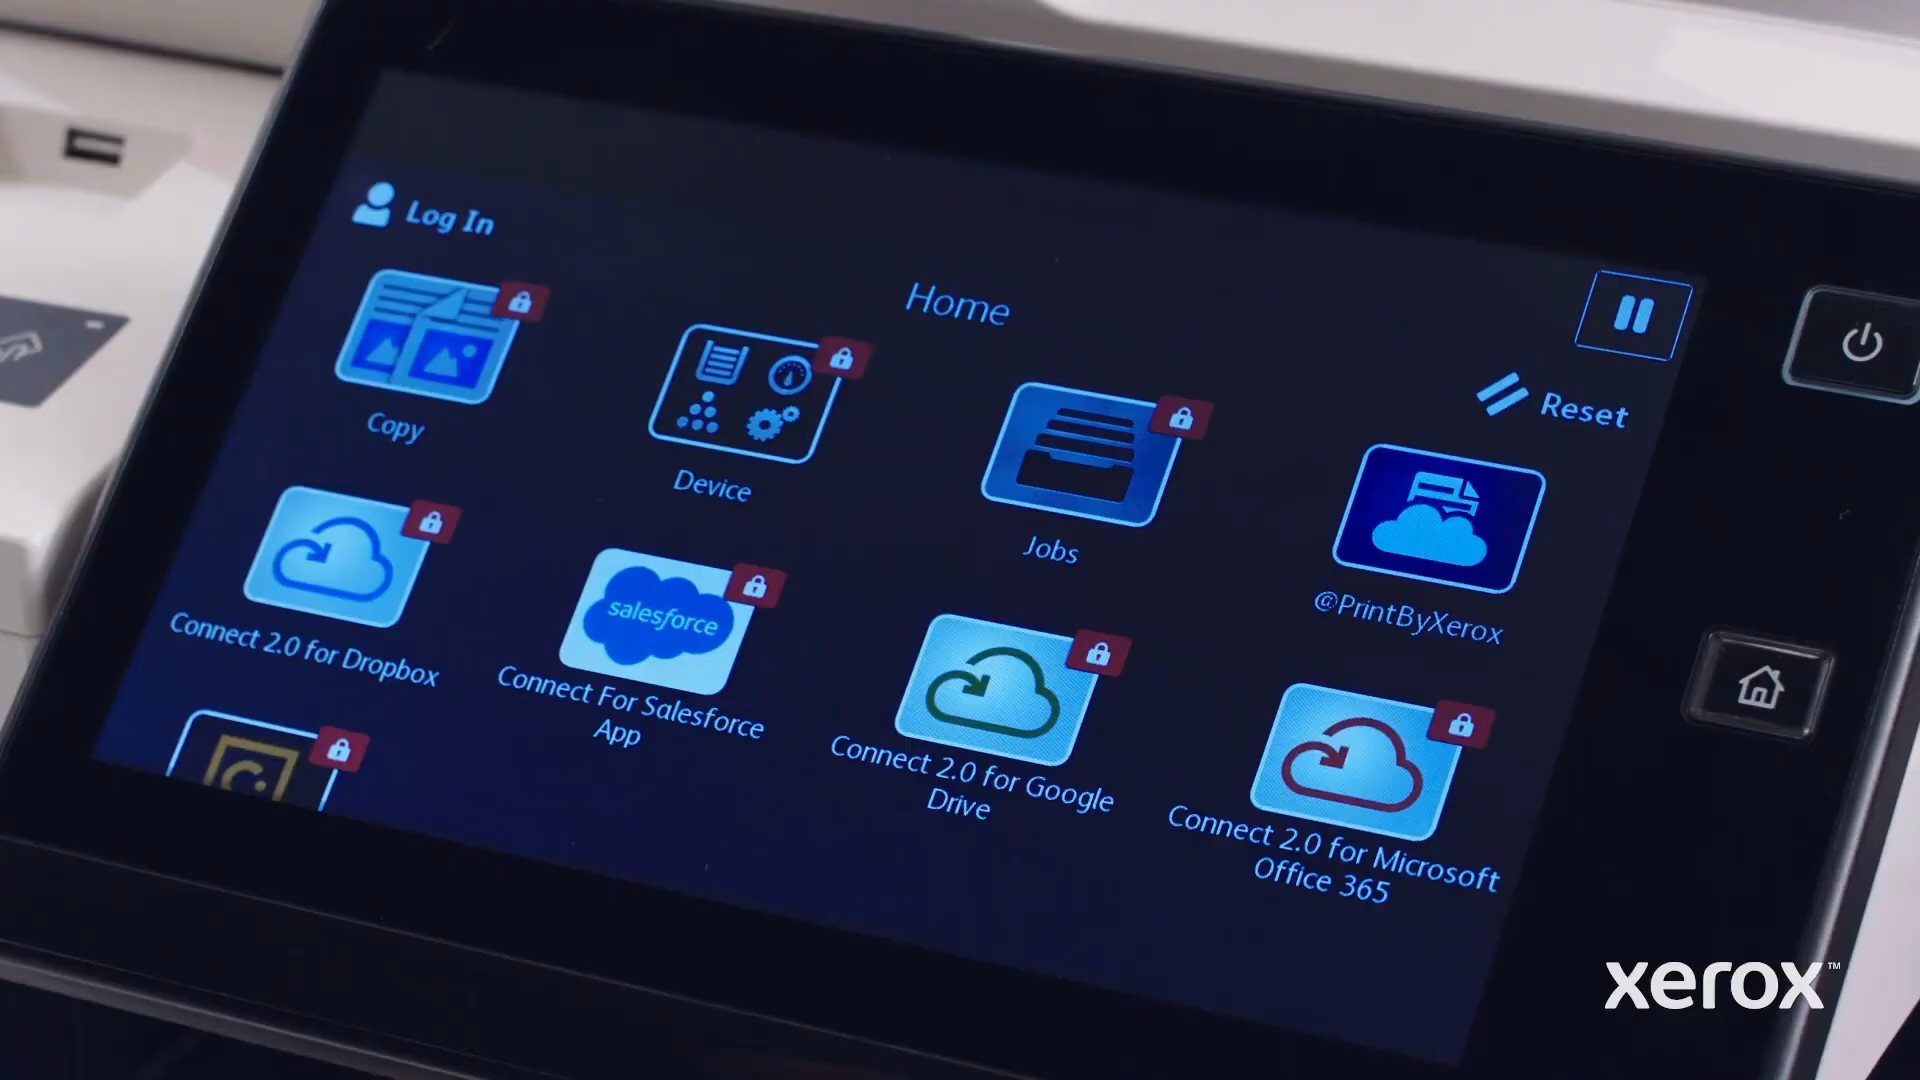 Log In
Home
Reset
Copy
Device
Jobs
@PrintByXerox
Connect 2.0 for Dropbox
salesforce
Connect For Salesforce
App
Connect 2.0 for Google
Drive
Connect 2.0 for Microsoft
Office 365
xerox™